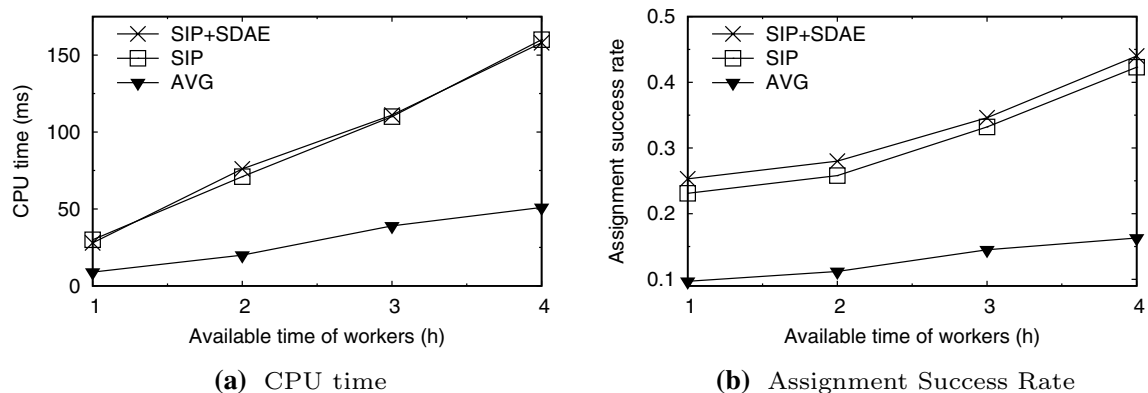 150
100
50
0
CPU time (ms)
SIP+SDAE
SIP
AVG
1 2 3 4
Available time of workers (h)
(a) CPU time
0.5
0.4
0.3
0.2
0.1
Assignment success rate
SIP+SDAE
SIP
AVG
1 2 3 4
Available time of workers (h)
(b) Assignment Success Rate